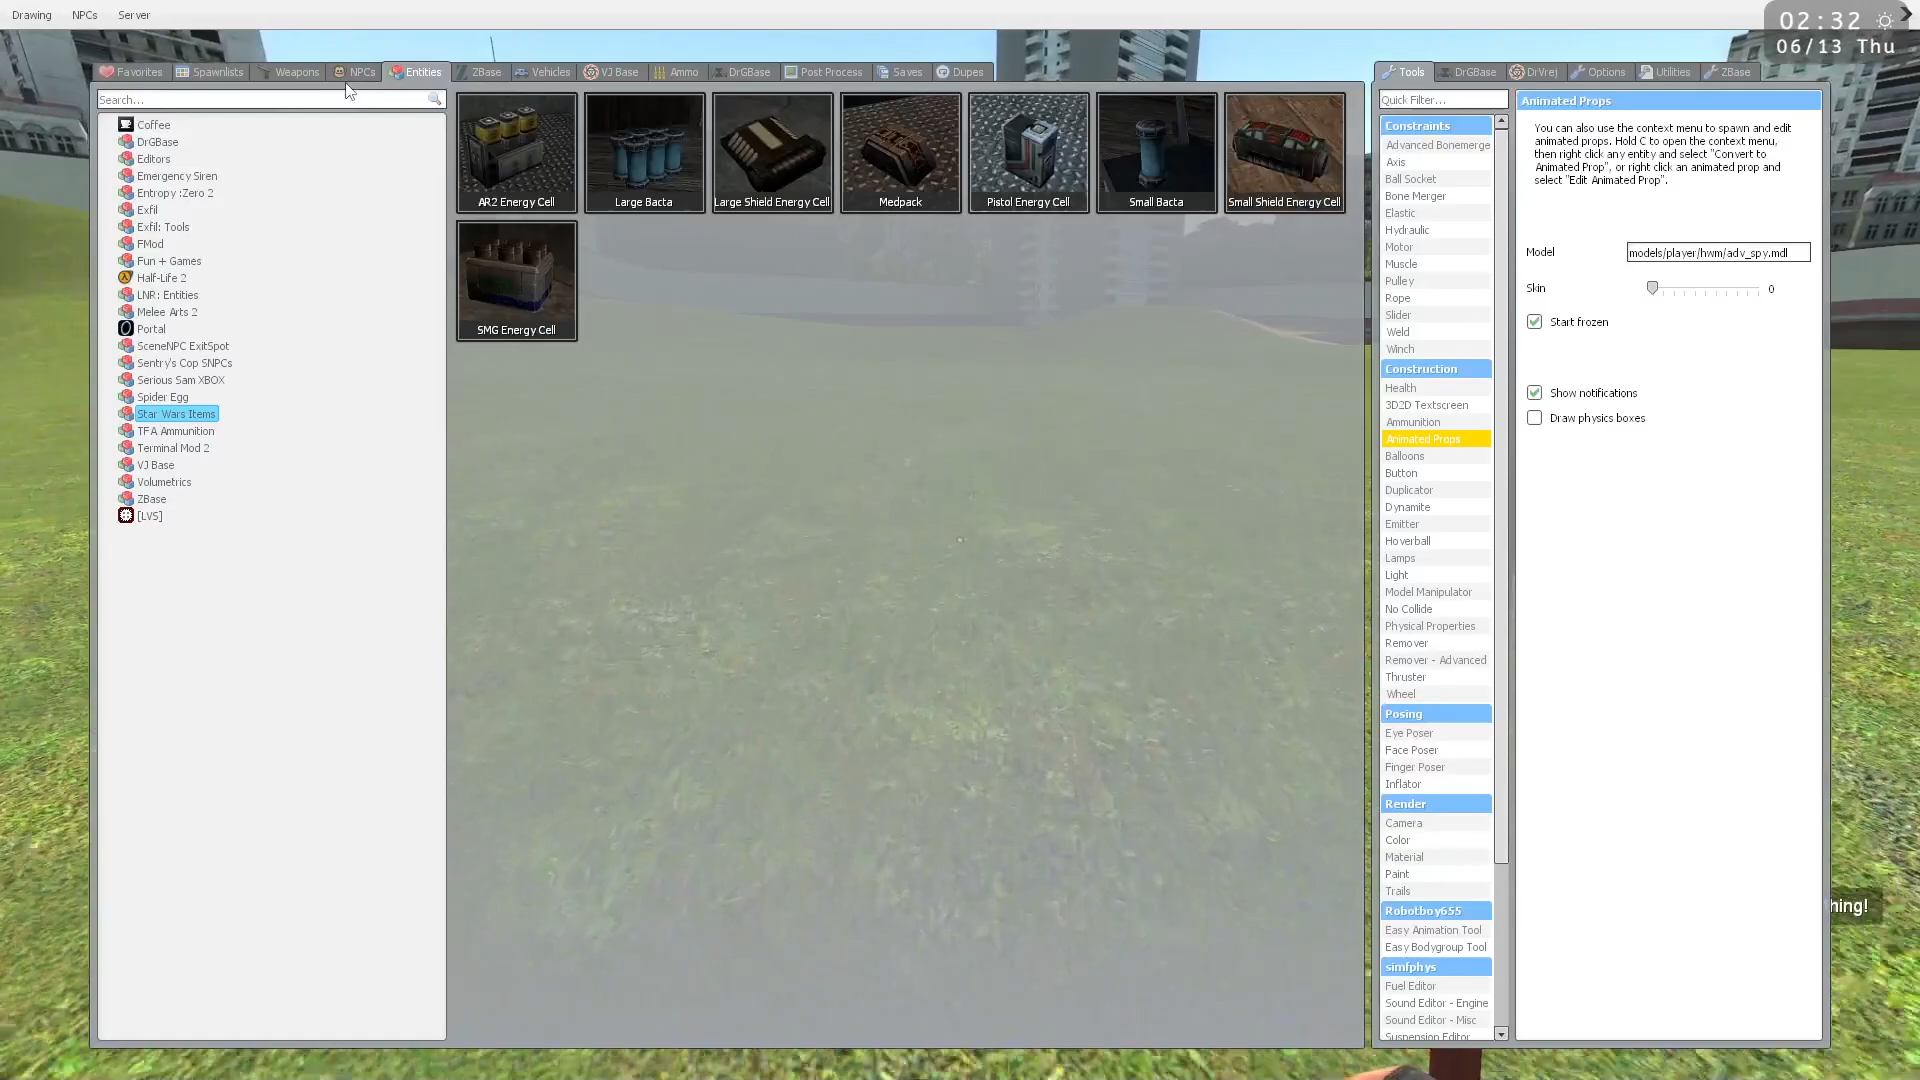 Drawing NPCs Server
02:32
06/13 Thu
Favorites Spawnlists Weapons NPCs Entities ZBase Vehicles VJ Base Ammo DrGBase Post Process Saves Dupes
Tools DrGBase DrVrej Options Utilities ZBase
Search...
Coffee
DrGBase
Editors
Emergency Siren
Entropy :Zero 2
Exfil
Exfil: Tools
FMod
Fun + Games
Half-Life 2
LNR: Entities
Melee Arts 2
Portal
SceneNPC ExitSpot
Sentry's Cop SNPCs
Serious Sam XBOX
Spider Egg
Star Wars Items
TFA Ammunition
Terminal Mod 2
VJ Base
Volumetrics
ZBase
[LVS]
AR2 Energy Cell
Large Bacta
Large Shield Energy Cell
Medpack
Pistol Energy Cell
Small Bacta
Small Shield Energy Cell
SMG Energy Cell
Quick Filter...
Constraints
Advanced Bonemerge
Axis
Ball Socket
Bone Merger
Elastic
Hydraulic
Motor
Muscle
Pulley
Rope
Slider
Weld
Winch
Construction
Health
3D2D Textscreen
Ammunition
Animated Props
Balloons
Button
Duplicator
Dynamite
Emitter
Hoverball
Lamps
Light
Model Manipulator
No Collide
Physical Properties
Remover
Remover - Advanced
Thruster
Wheel
Posing
Eye Poser
Face Poser
Finger Poser
Inflator
Render
Camera
Color
Material
Paint
Trails
Robotboy655
Easy Animation Tool
Easy Bodygroup Tool
simfphys
Fuel Editor
Sound Editor - Engine
Sound Editor - Misc
Suspension Editor
Animated Props
You can also use the context menu to spawn and edit
animated props. Hold C to open the context menu,
then right click any entity and select "Convert to
Animated Prop", or right click an animated prop and
select "Edit Animated Prop".
Model models/player/hwm/adv_spy.mdl
Skin 0
Start frozen
Show notifications
Draw physics boxes
hing!